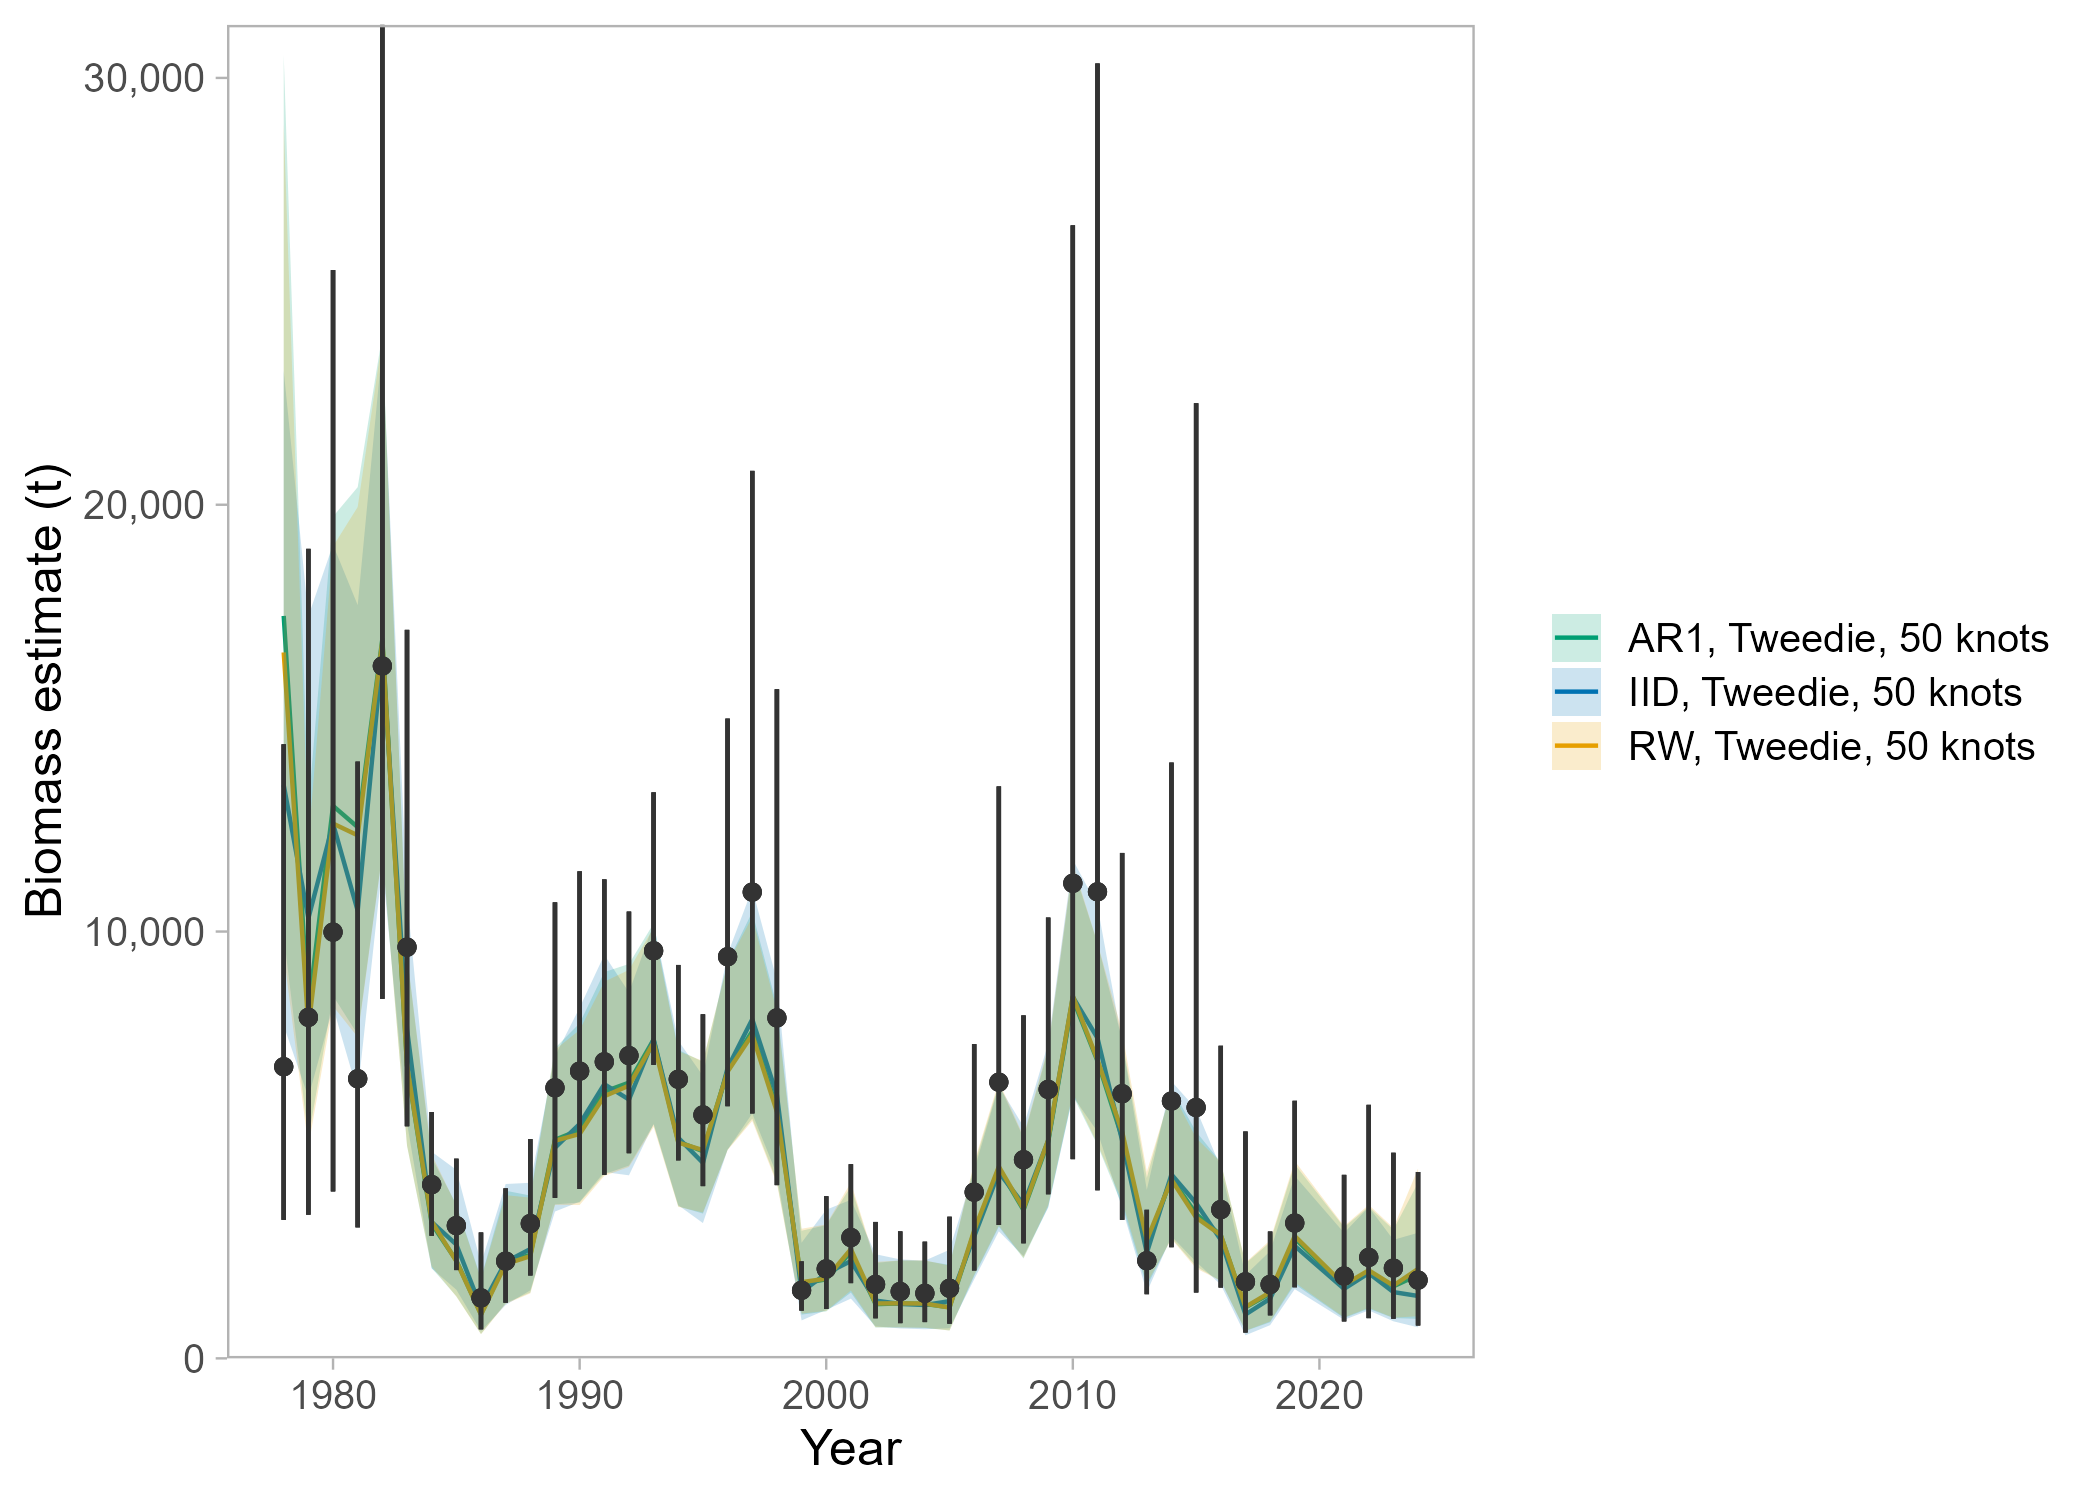 30,000
20,000
10,000
0
Biomass estimate (t)
1980 1990 2000 2010 2020
Year
AR1, Tweedie, 50 knots
IID, Tweedie, 50 knots
RW, Tweedie, 50 knots